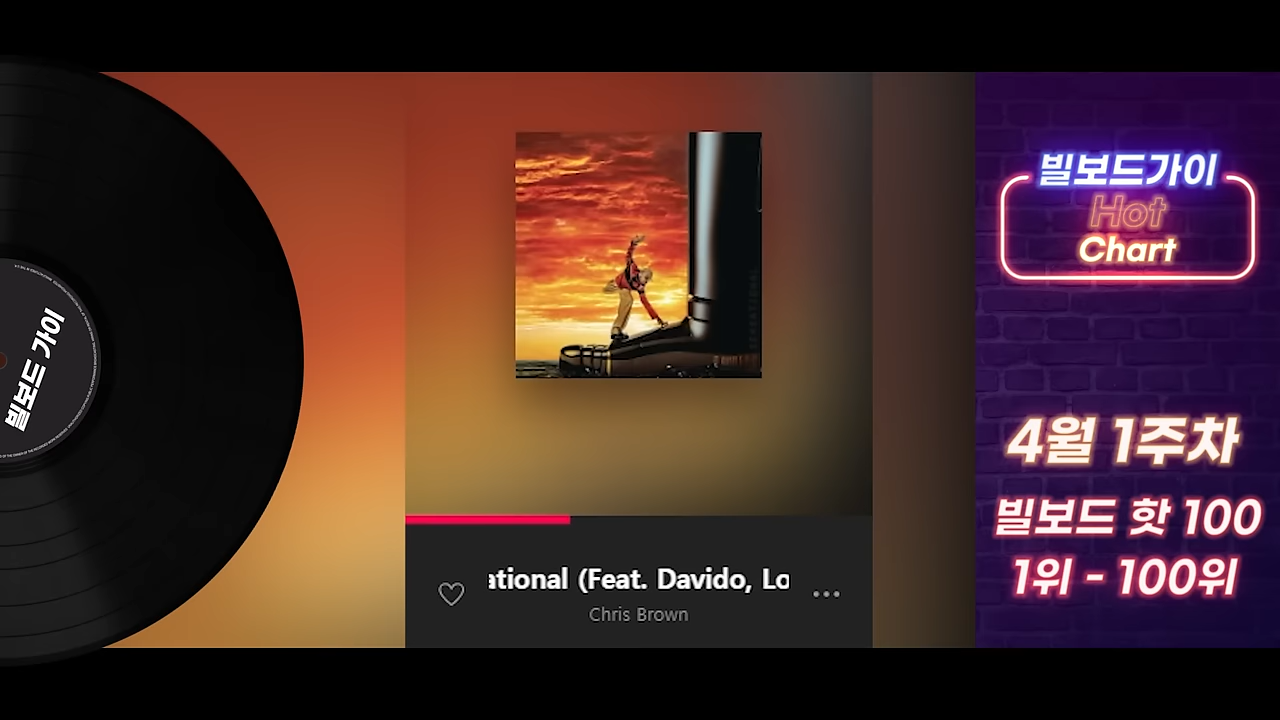 빌보드 가이
ational (Feat. Davido, Lo
Chris Brown
빌보드가이
Hot
Chart
4월 1주차
빌보드 핫 100
1위 - 100위